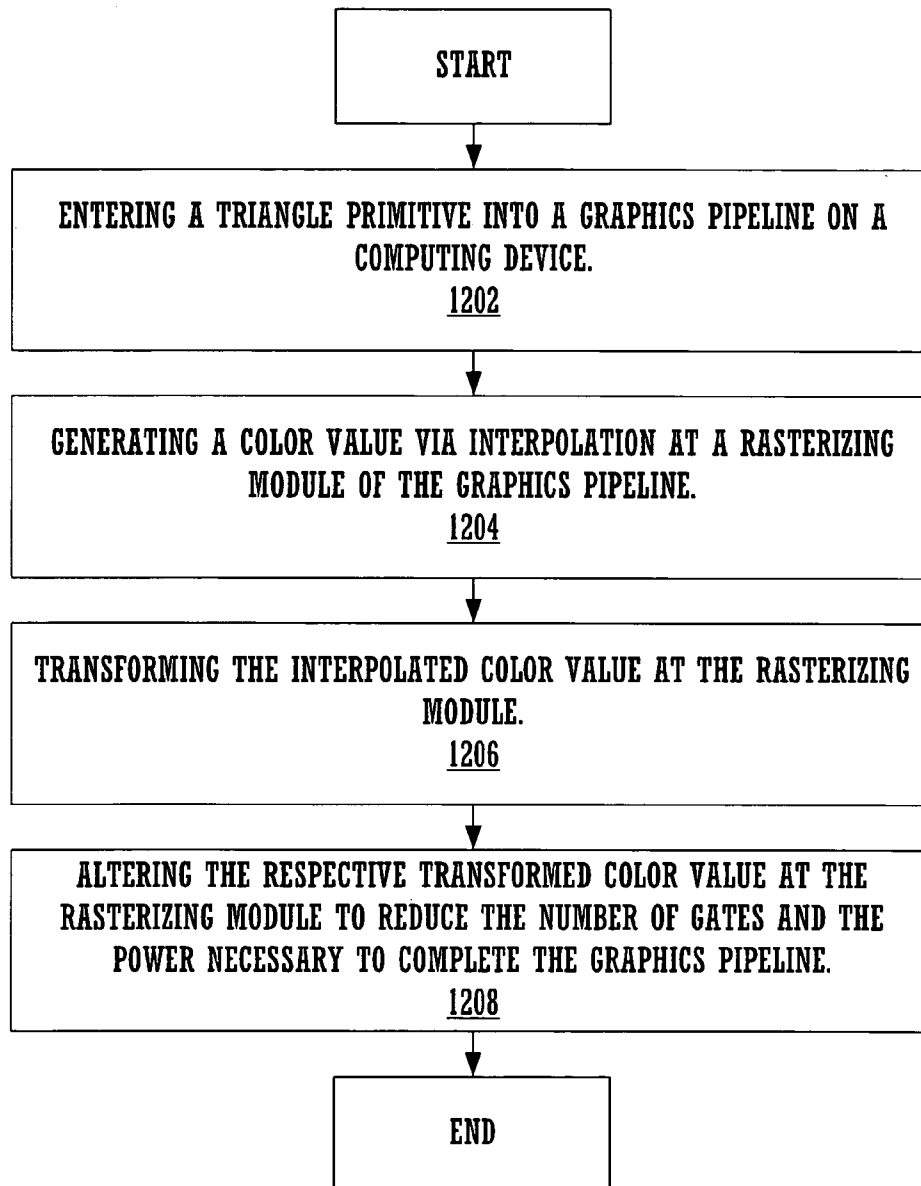 START
ENTERING A TRIANGLE PRIMITIVE INTO A GRAPHICS PIPELINE ON A
COMPUTING DEVICE.
1202
GENERATING A COLOR VALUE VIA INTERPOLATION AT A RASTERIZING
MODULE OF THE GRAPHICS PIPELINE.
1204
TRANSFORMING THE INTERPOLATED COLOR VALUE AT THE RASTERIZING
MODULE.
1206
ALTERING THE RESPECTIVE TRANSFORMED COLOR VALUE AT THE
RASTERIZING MODULE TO REDUCE THE NUMBER OF GATES AND THE
POWER NECESSARY TO COMPLETE THE GRAPHICS PIPELINE.
1208
END